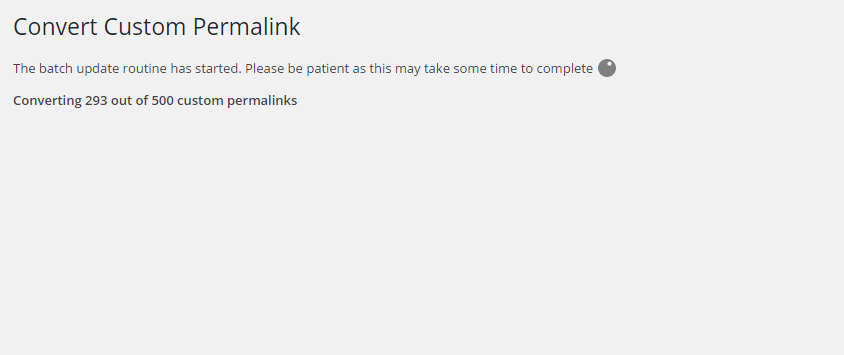 Convert Custom Permalink
The batch update routine has started. Please be patient as this may take some time to complete
Converting 293 out of 500 custom permalinks